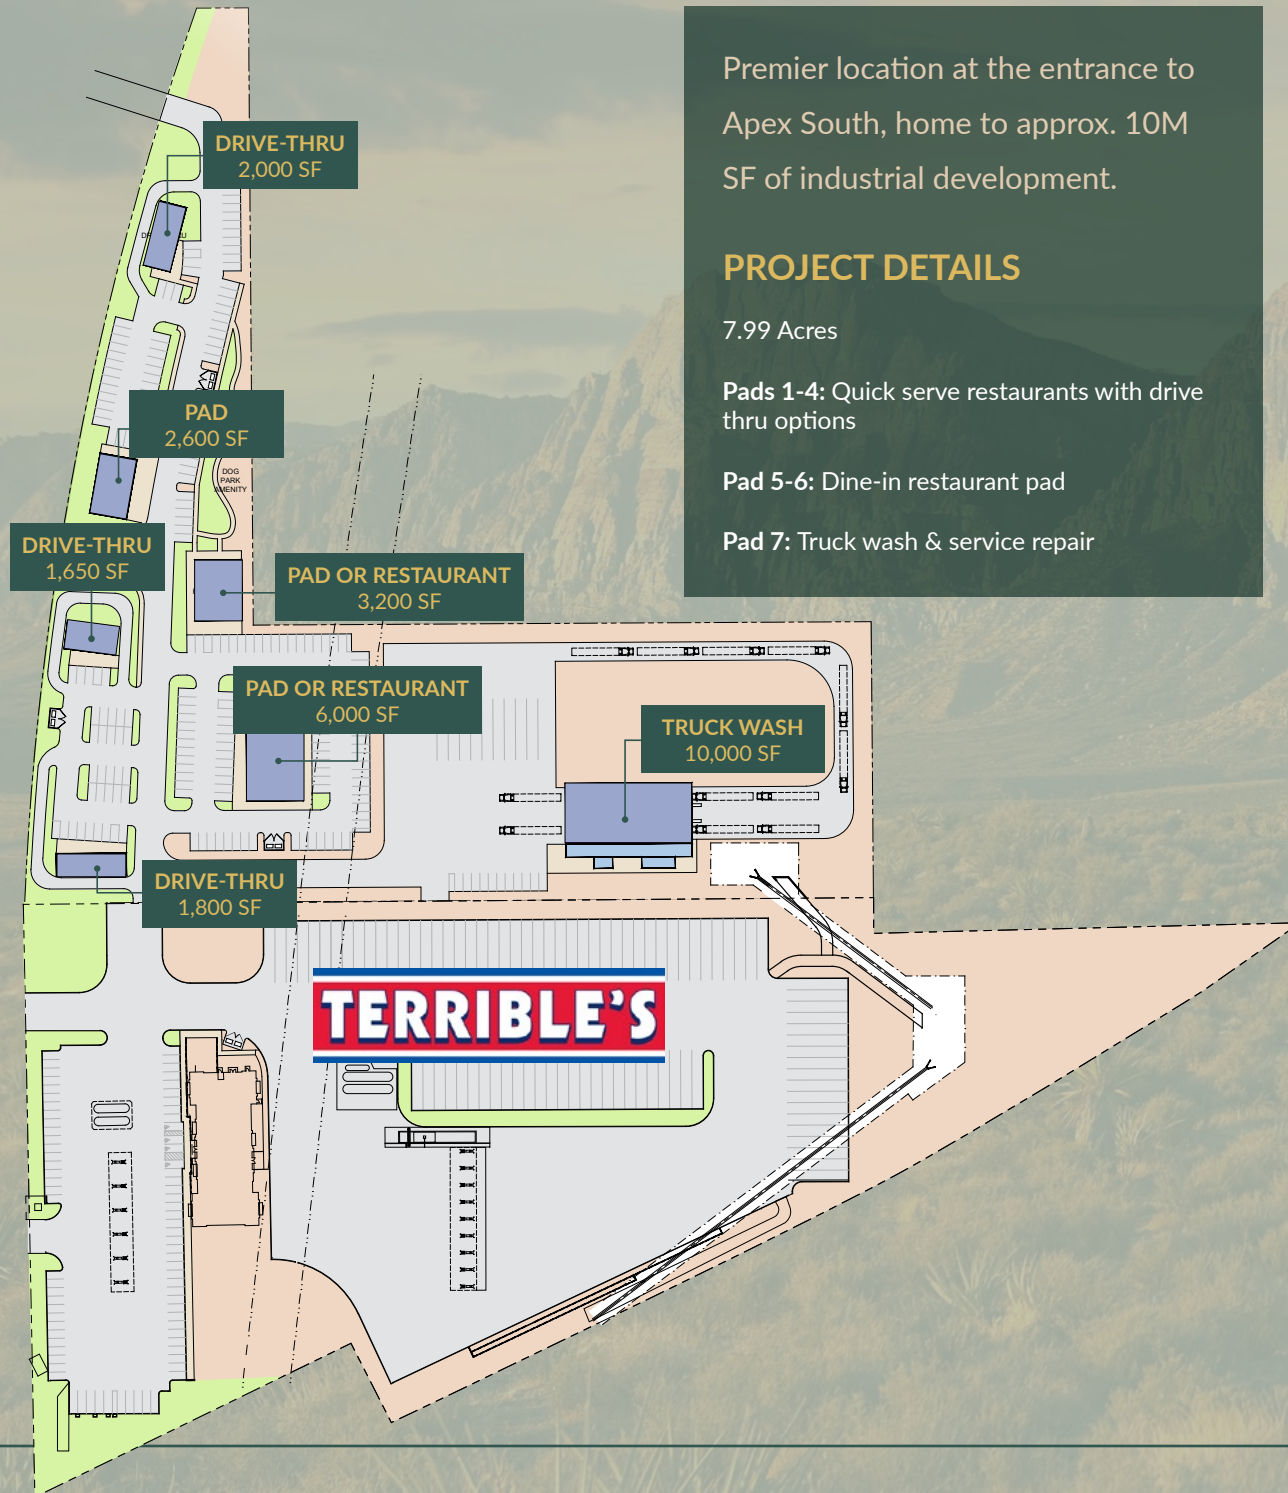 Premier location at the entrance to
Apex South, home to approx. 10M
SF of industrial development.
PROJECT DETAILS
7.99 Acres
Pads 1-4: Quick serve restaurants with drive
thru options
Pad 5-6: Dine-in restaurant pad
Pad 7: Truck wash & service repair
DRIVE-THRU
2,000 SF
PAD
2,600 SF
DOG
PARK
AMENITY
DRIVE-THRU
1,650 SF
PAD OR RESTAURANT
3,200 SF
PAD OR RESTAURANT
6,000 SF
TRUCK WASH
10,000 SF
DRIVE-THRU
1,800 SF
TERRIBLE'S